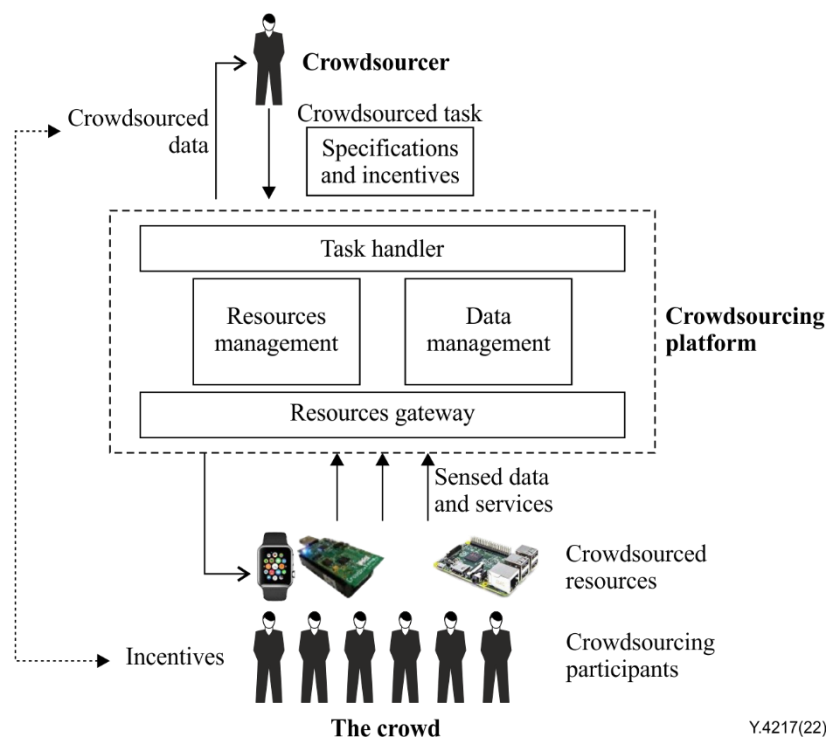 Crowdsourcer
Crowdsourced task
Crowdsourced
data
Specifications
and incentives
Task handler
Resources
management
Data
management
Crowdsourcing
platform
Resources gateway
Sensed data
and services
Crowdsourced
resources
Incentives
Crowdsourcing
participants
The crowd
Y.4217(22)